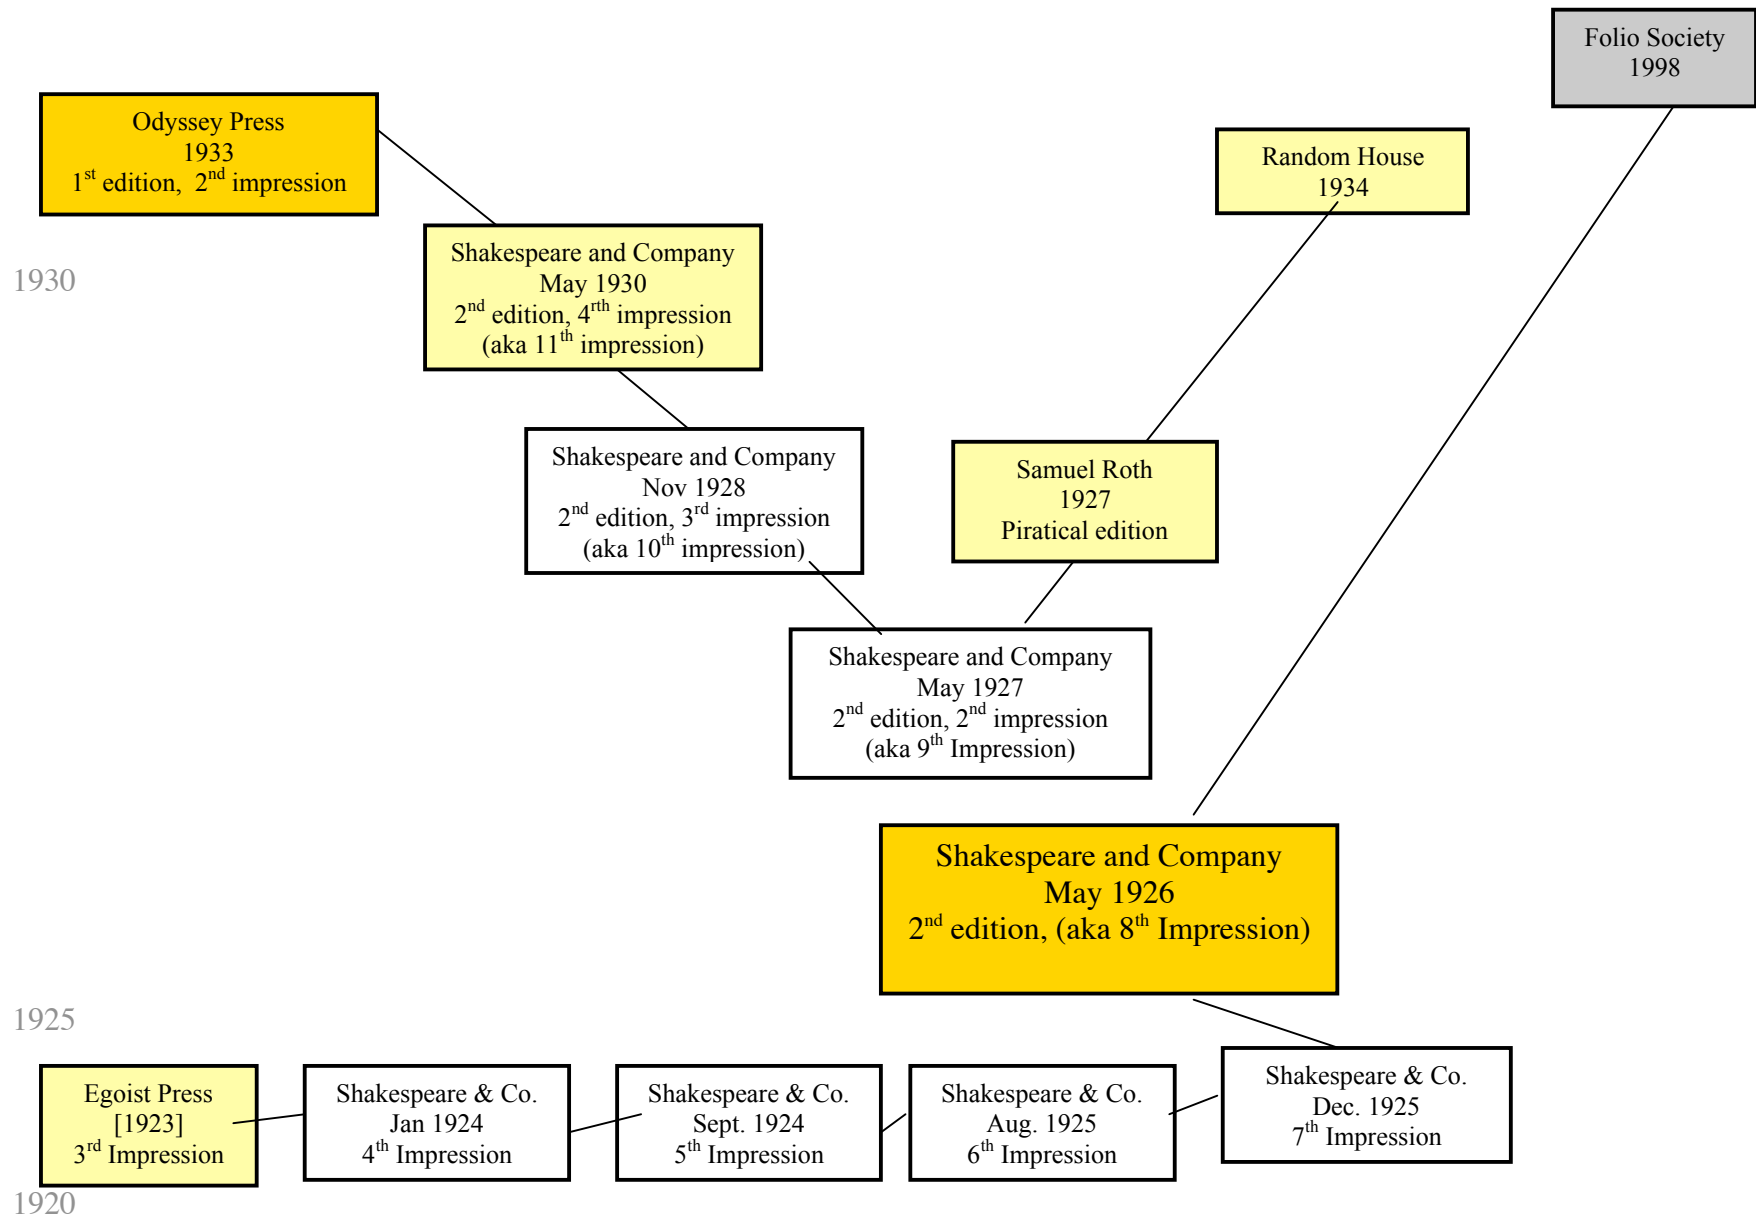 Folio Society
1998
Odyssey Press
1933
1st edition,  2nd impression
Random House
1934
1930
Shakespeare and Company
May 1930
2nd edition, 4rth impression
(aka 11th impression)
Shakespeare and Company
Nov 1928
2nd edition, 3rd impression
(aka 10th impression)
Samuel Roth
1927
Piratical edition
Shakespeare and Company
May 1927
2nd edition, 2nd impression
(aka 9th Impression)
Shakespeare and Company
May 1926
2nd edition, (aka 8th Impression)
1925
Egoist Press
[1923]
3rd Impression
Shakespeare & Co.
Jan 1924
4th Impression
Shakespeare & Co.
Sept. 1924
5th Impression
Shakespeare & Co.
Aug. 1925
6th Impression
Shakespeare & Co.
Dec. 1925
7th Impression
1920